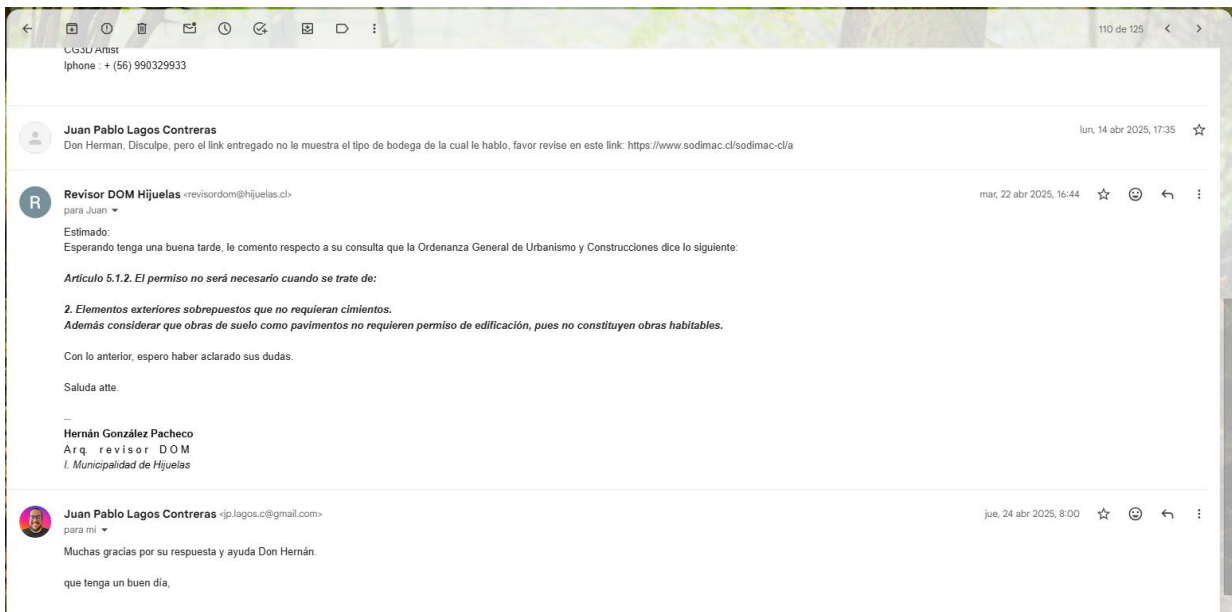 110 de 125
CG3D Artist
Iphone : + (56) 990329933
Juan Pablo Lagos Contreras
lun, 14 abr 2025, 17:35
Don Herman, Disculpe, pero el link entregado no le muestra el tipo de bodega de la cual le hablo, favor revise en este link: https://www.sodimac.cl/sodimac-cl/a
R
Revisor DOM Hijuelas <revisordom@hijuelas.cl>
mar, 22 abr 2025, 16:44
para Juan
Estimado:
Esperando tenga una buena tarde, le comento respecto a su consulta que la Ordenanza General de Urbanismo y Construcciones dice lo siguiente:
Artículo 5.1.2. El permiso no será necesario cuando se trate de:
2. Elementos exteriores sobrepuestos que no requieran cimientos.
Además considerar que obras de suelo como pavimentos no requieren permiso de edificación, pues no constituyen obras habitables.
Con lo anterior, espero haber aclarado sus dudas.
Saluda atte.
--
Hernán González Pacheco
Arq. revisor DOM
I. Municipalidad de Hijuelas
Juan Pablo Lagos Contreras <jp.lagos.c@gmail.com>
jue, 24 abr 2025, 8:00
para mí
Muchas gracias por su respuesta y ayuda Don Hernán.
que tenga un buen día,